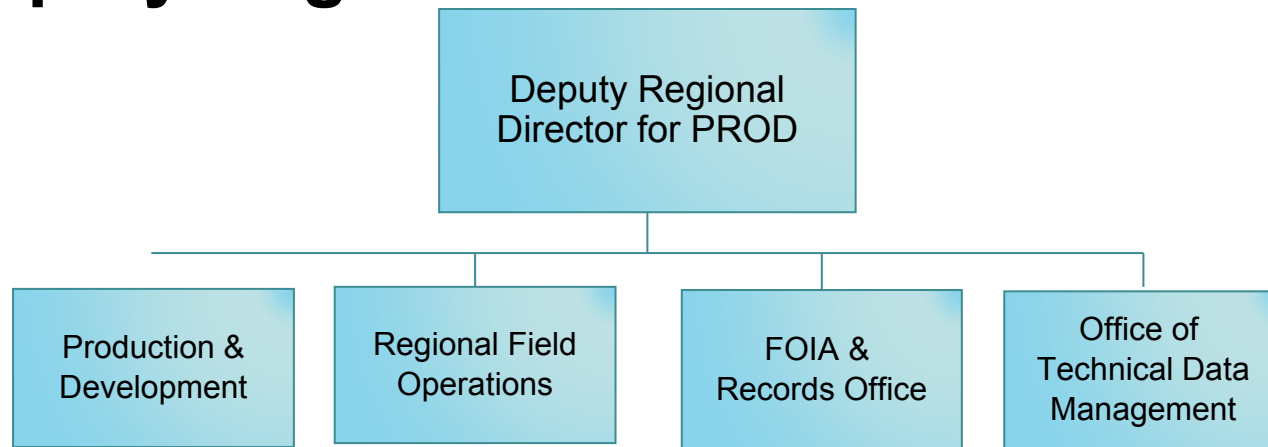 Deputy Regional
Director for PROD
Production &
Development
Regional Field
Operations
FOIA &
Records Office
Office of
Technical Data
Management